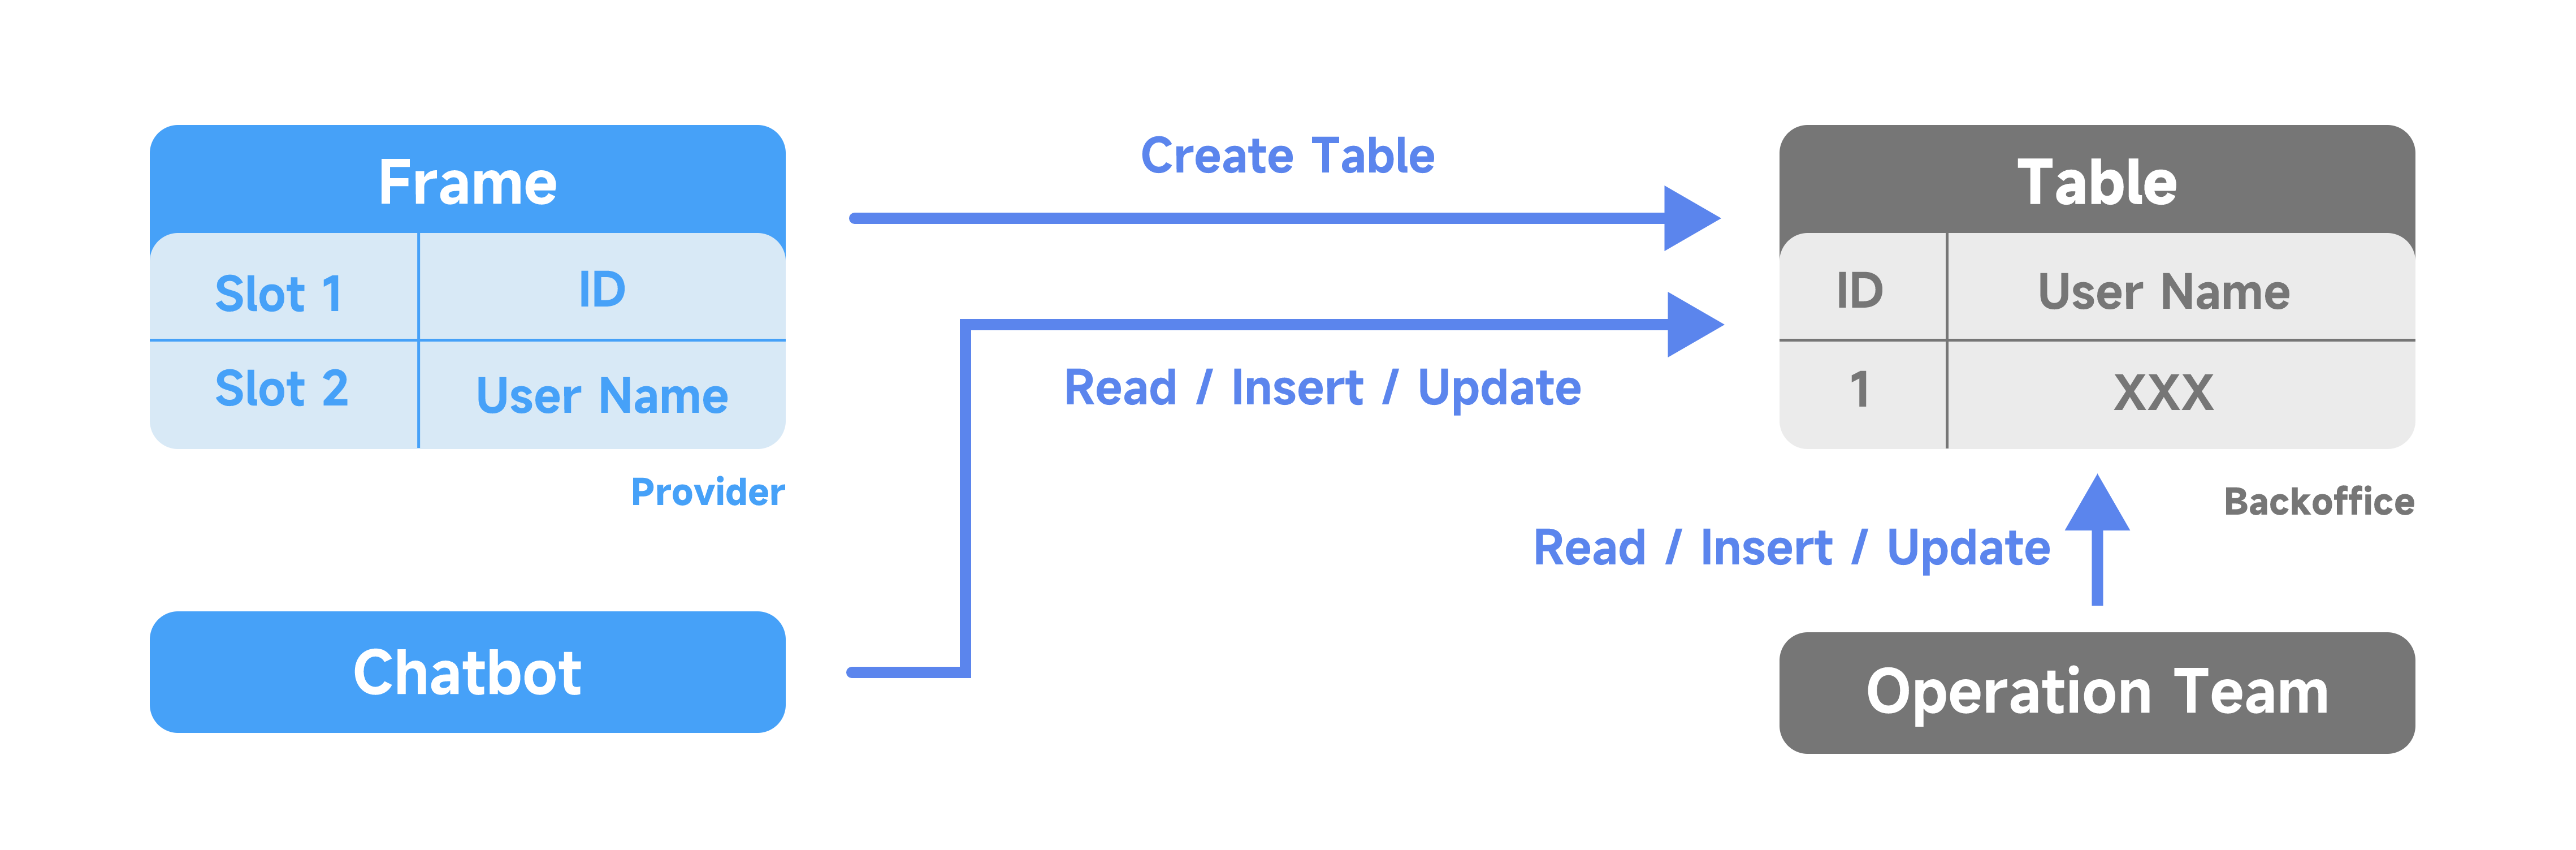 Frame
Slot 1 ID
Slot 2 User Name
Provider
Chatbot
Create Table
Read / Insert / Update
Table
ID User Name
1 XXX
Backoffice
Read / Insert / Update
Operation Team